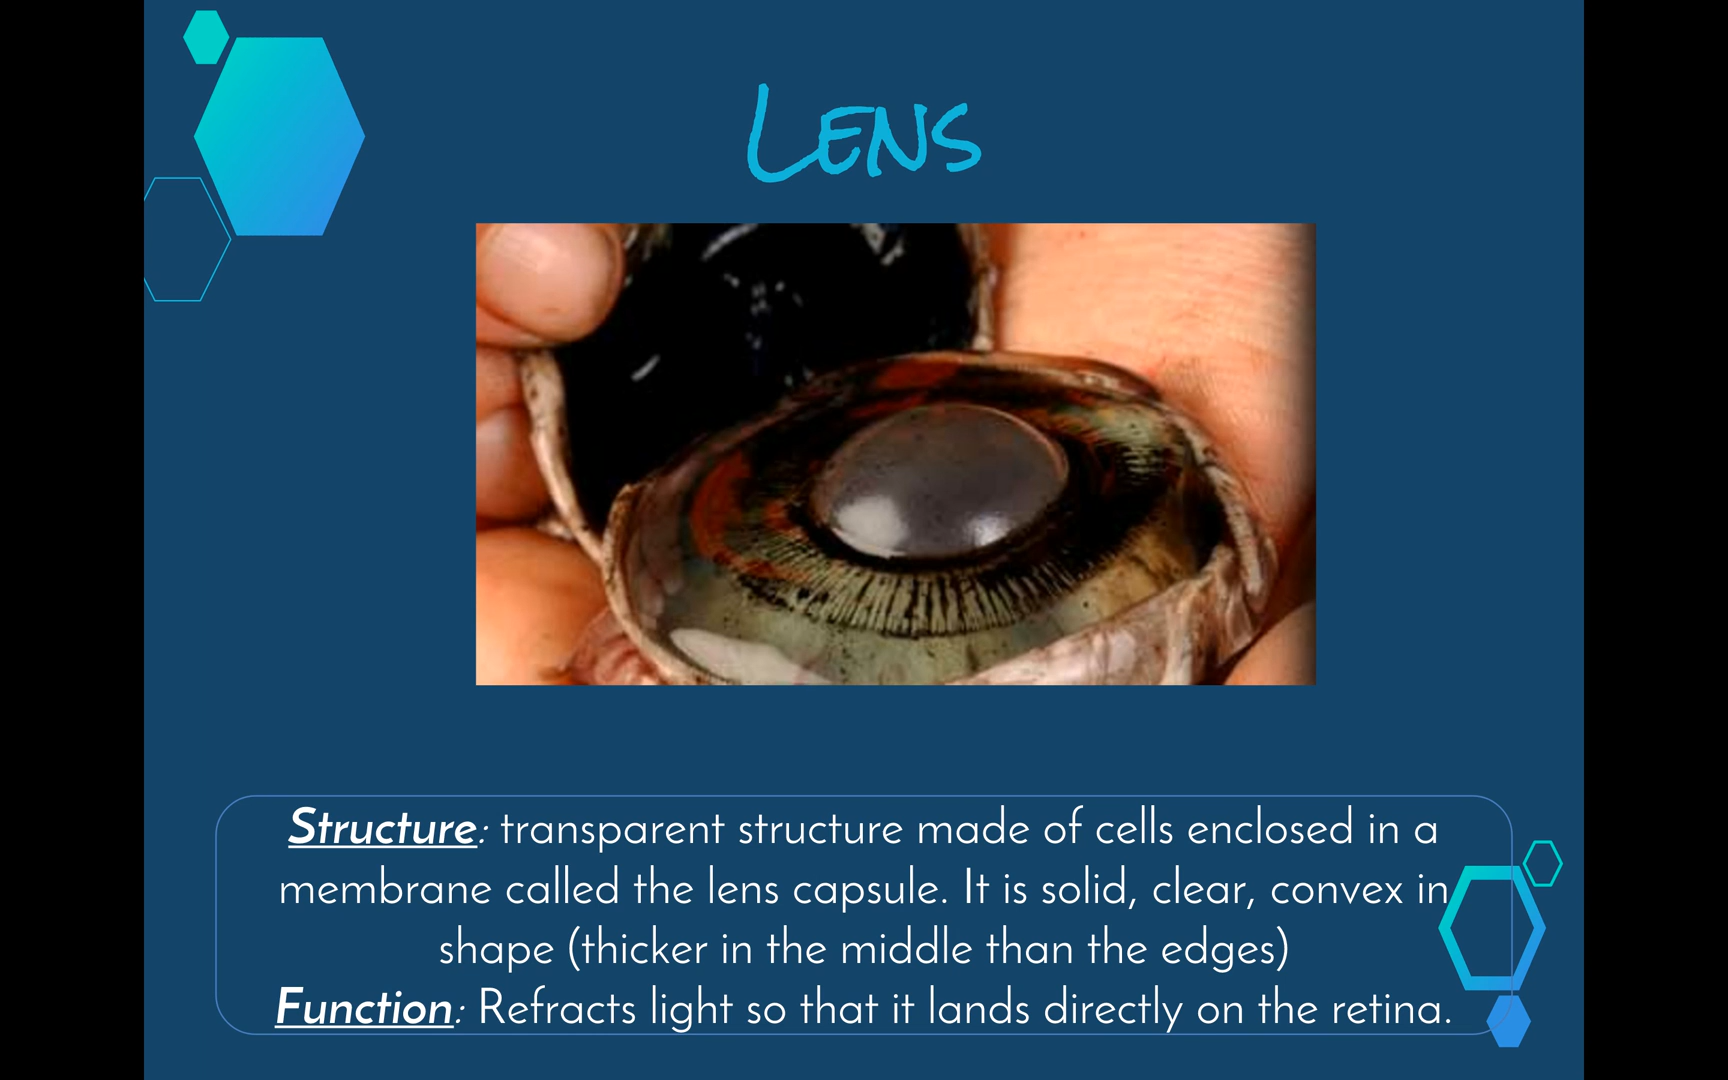 Lens
Structure: transparent structure made of cells enclosed in a
membrane called the lens capsule. It is solid, clear, convex in
shape (thicker in the middle than the edges)
Function: Refracts light so that it lands directly on the retina.